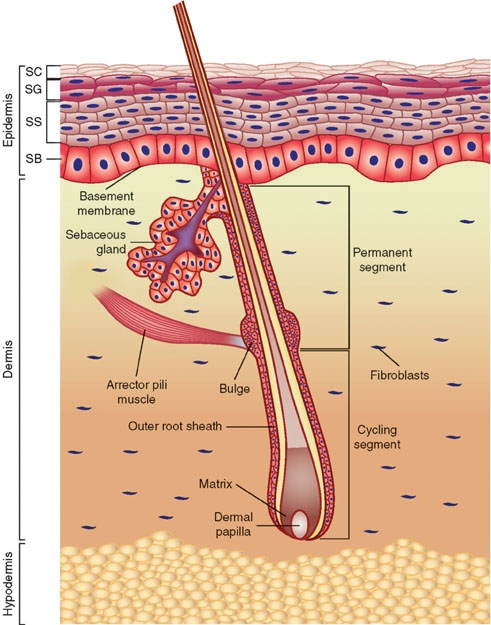 Epidermis
SC
SG
SS
SB
Basement
membrane
Sebaceous
gland
Permanent
segment
Dermis
Arrector pili
muscle
Bulge
Fibroblasts
Outer root sheath
Cycling
segment
Matrix
Dermal
papilla
Hypodermis